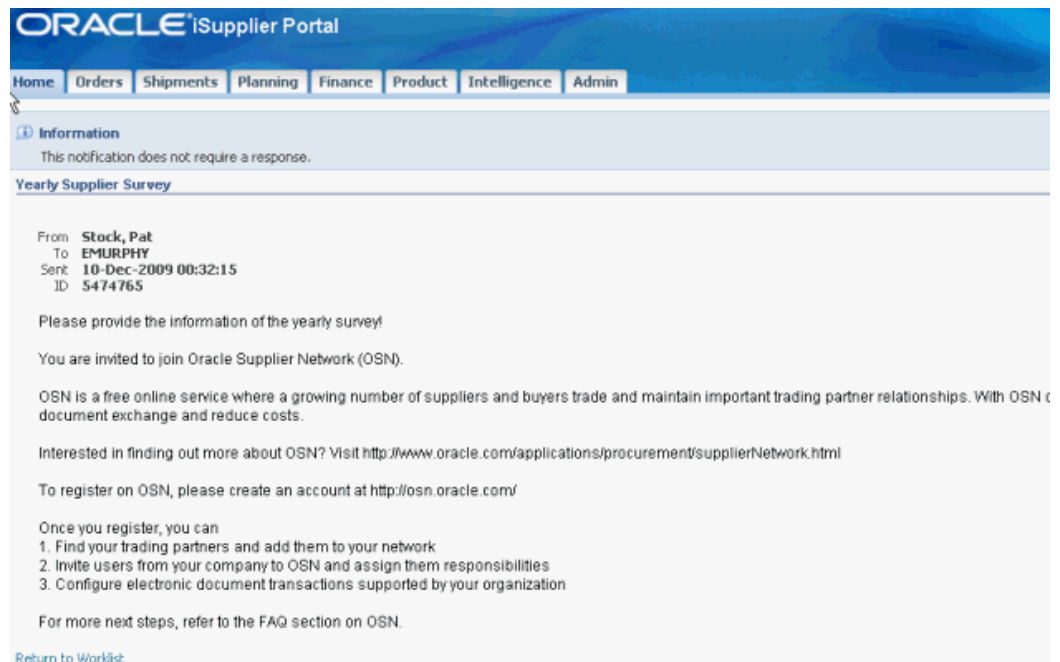 ORACLE iSupplier Portal
Home Orders Shipments Planning Finance Product Intelligence Admin
Information
This notification does not require a response.
Yearly Supplier Survey
From Stock, Pat
To EMURPHY
Sent 10-Dec-2009 00:32:15
ID 5474765
Please provide the information of the yearly survey!
You are invited to join Oracle Supplier Network (OSN).
OSN is a free online service where a growing number of suppliers and buyers trade and maintain important trading partner relationships. With OSN
document exchange and reduce costs.
Interested in finding out more about OSN? Visit http://www.oracle.com/applications/procurement/supplierNetwork.html
To register on OSN, please create an account at http://osn.oracle.com/
Once you register, you can
1. Find your trading partners and add them to your network
2. Invite users from your company to OSN and assign them responsibilities
3. Configure electronic document transactions supported by your organization
For more next steps, refer to the FAQ section on OSN.
Return to Worklist